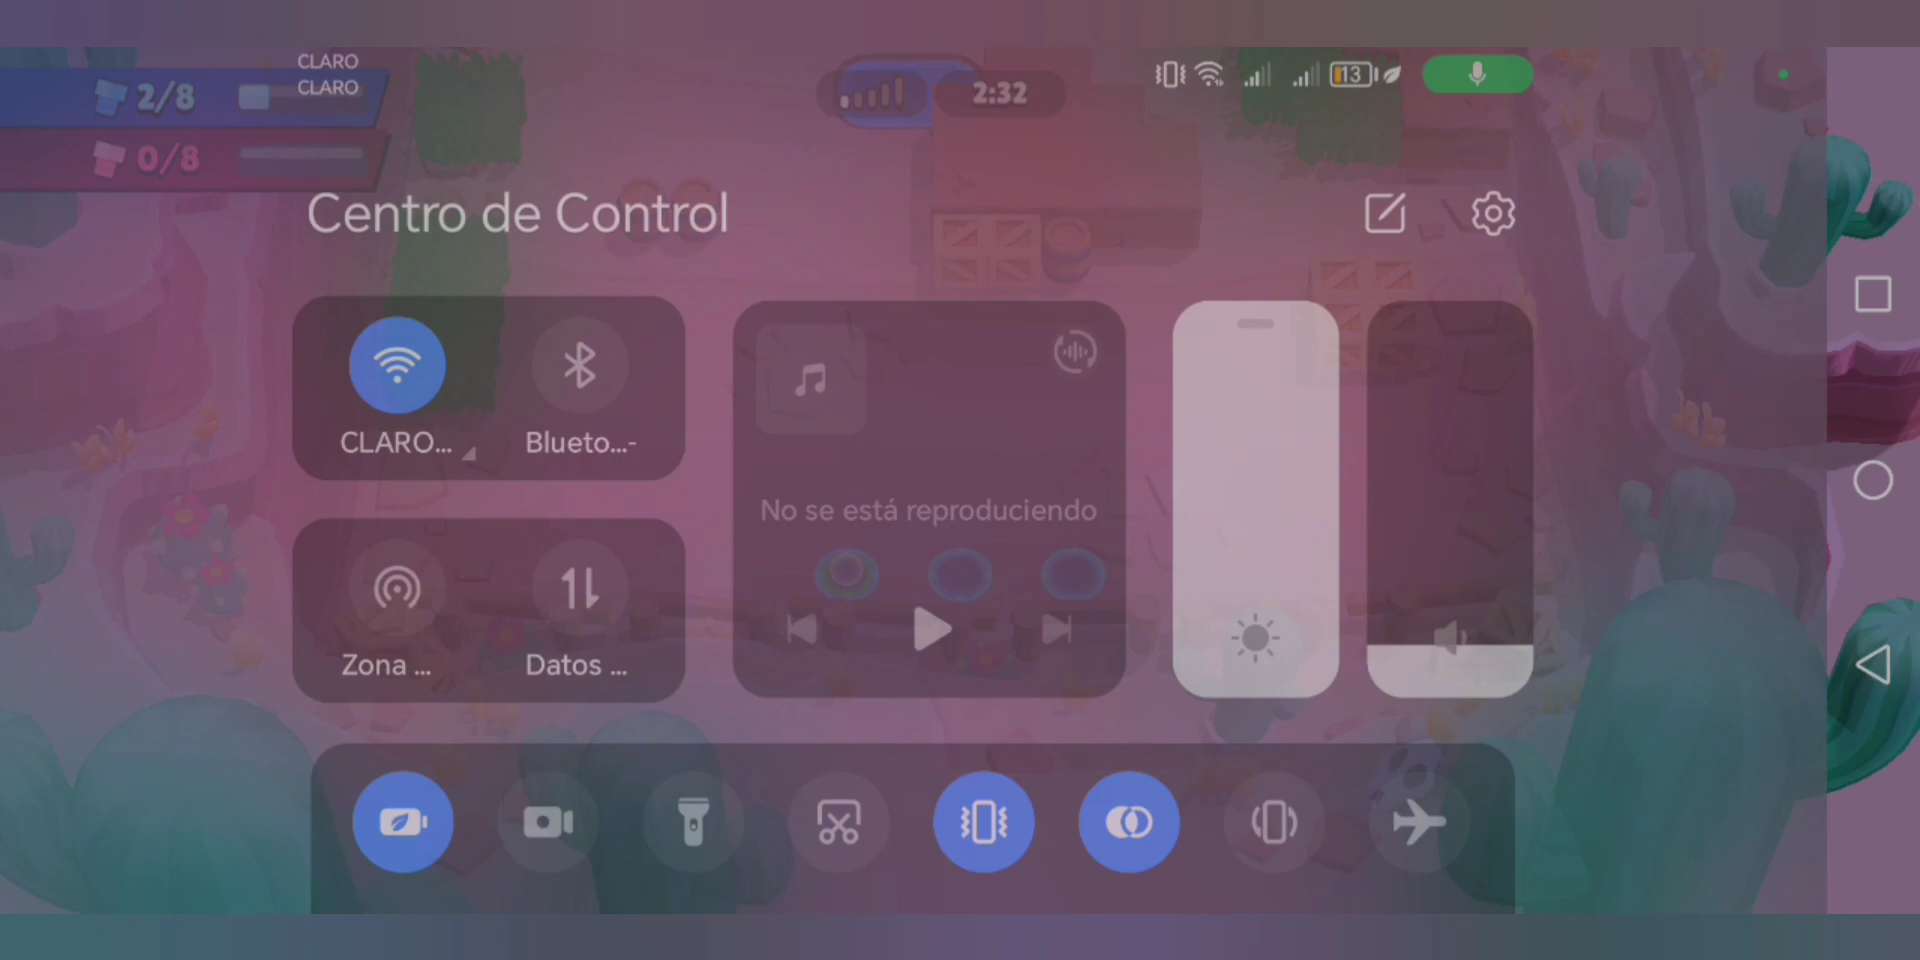 CLARO
CLARO
2/8
2:32
13
0/8
Centro de Control
CLARO...
Blueto...-
No se está reproduciendo
Zona ...
Datos ...